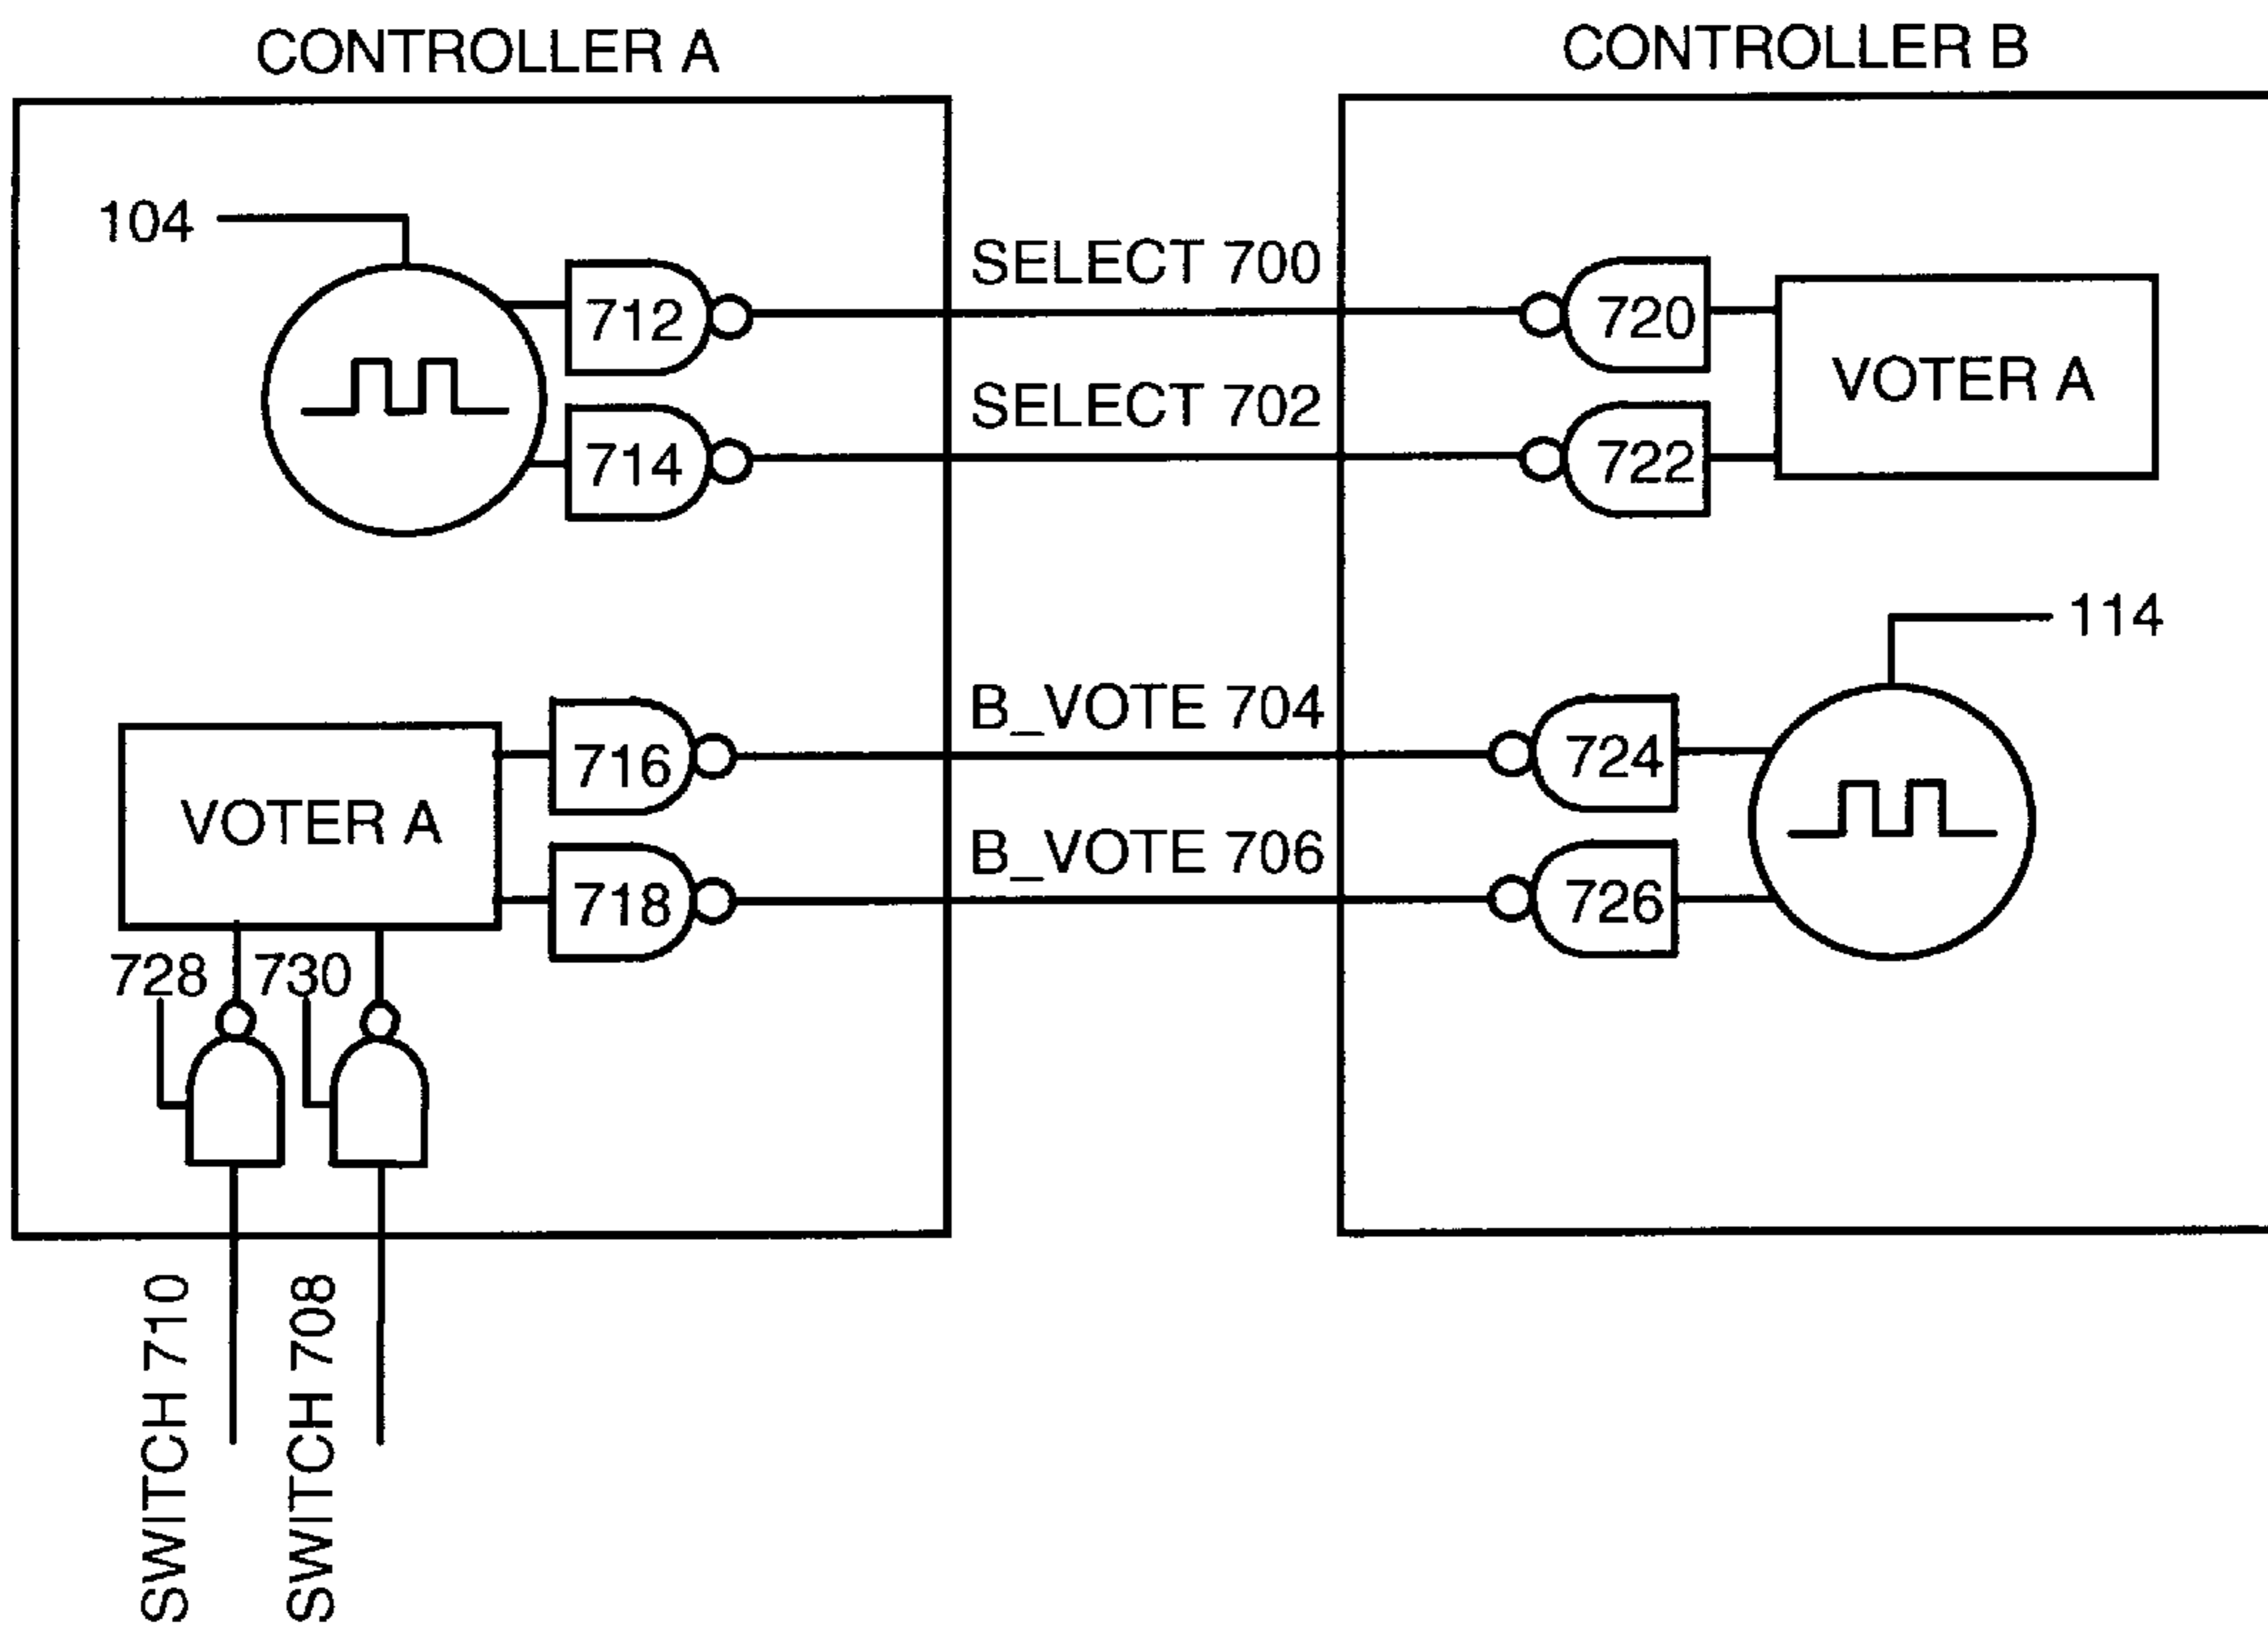 CONTROLLER A
CONTROLLER B
104
712
SELECT 700
720
VOTER A
714
SELECT 702
722
114
716
B_VOTE 704
724
VOTER A
718
B_VOTE 706
726
728
730
SWITCH 710
SWITCH 708